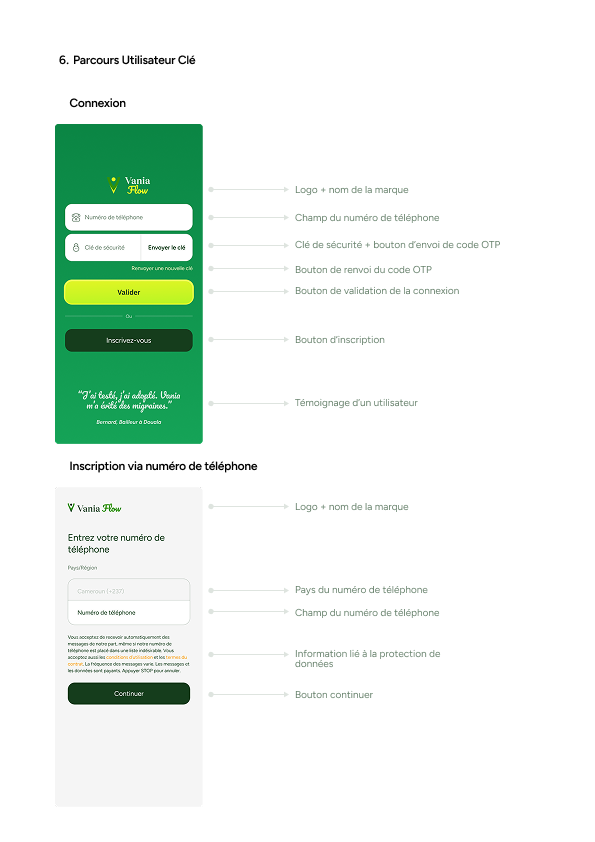 6. Parcours Utilisateur Clé
Connexion
Vania
Flow
Logo + nom de la marque
Numéro de téléphone
Champ du numéro de téléphone
Clé de sécurité
Envoyer le clé
Clé de sécurité + bouton d'envoi de code OTP
Renvoyer une nouvelle clé
Bouton de renvoi du code OTP
Valider
Bouton de validation de la connexion
Ou
Inscrivez-vous
Bouton d'inscription
"J'ai testé, j'ai adopté. Vania
m'a évité des migraines."
Témoignage d'un utilisateur
Bernard, Bailleur à Douala
Inscription via numéro de téléphone
Vania Flow
Logo + nom de la marque
Entrez votre numéro de
téléphone
Pays/Région
Cameroun (+237)
Pays du numéro de téléphone
Numéro de téléphone
Champ du numéro de téléphone
Vous acceptez de recevoir automatiquement des
messages de notre part, même si notre numéro de
téléphone est placé dans une liste indésirable. Vous
acceptez aussi les conditions d'utilisation et les termes du
contrat. La fréquence des messages varie. Les messages et
les données sont payants. Appuyer STOP pour annuler.
Information lié à la protection de
données
Continuer
Bouton continuer